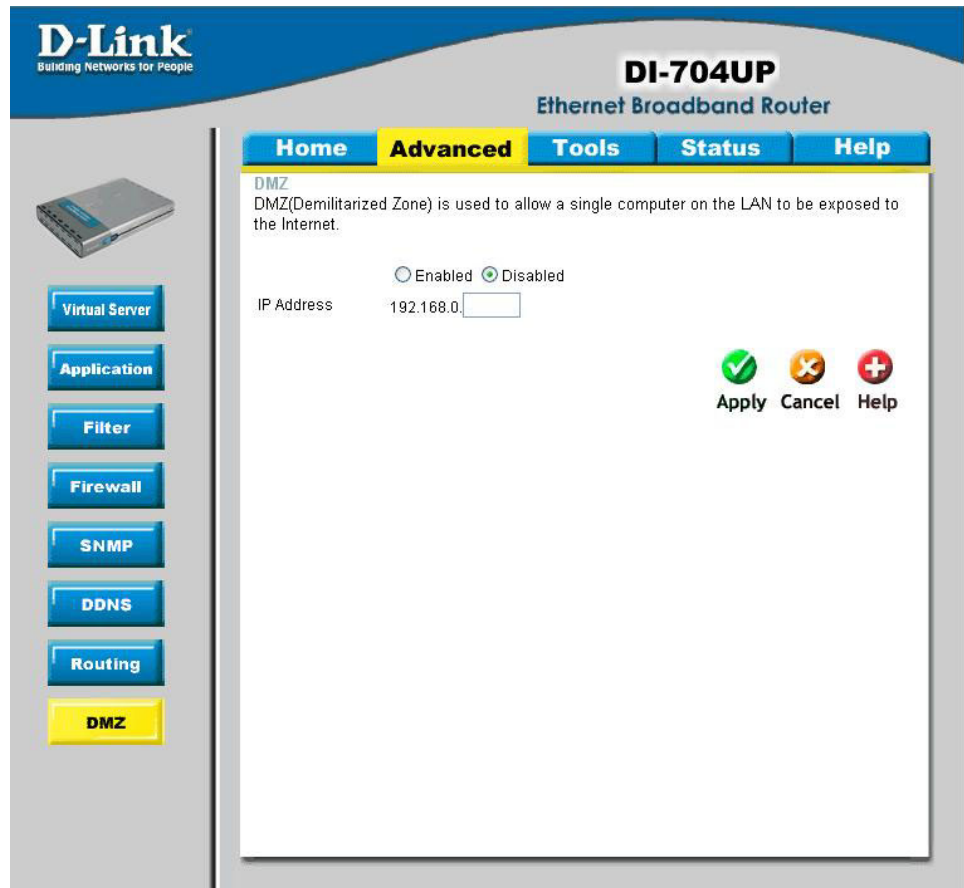 D-Link
Building Networks for People
DI-704UP
Ethernet Broadband Router
Home Advanced Tools Status Help
Virtual Server
Application
Filter
Firewall
SNMP
DDNS
Routing
DMZ
DMZ
DMZ(Demilitarized Zone) is used to allow a single computer on the LAN to be exposed to
the Internet.
Enabled Disabled
IP Address 192.168.0.
Apply Cancel Help